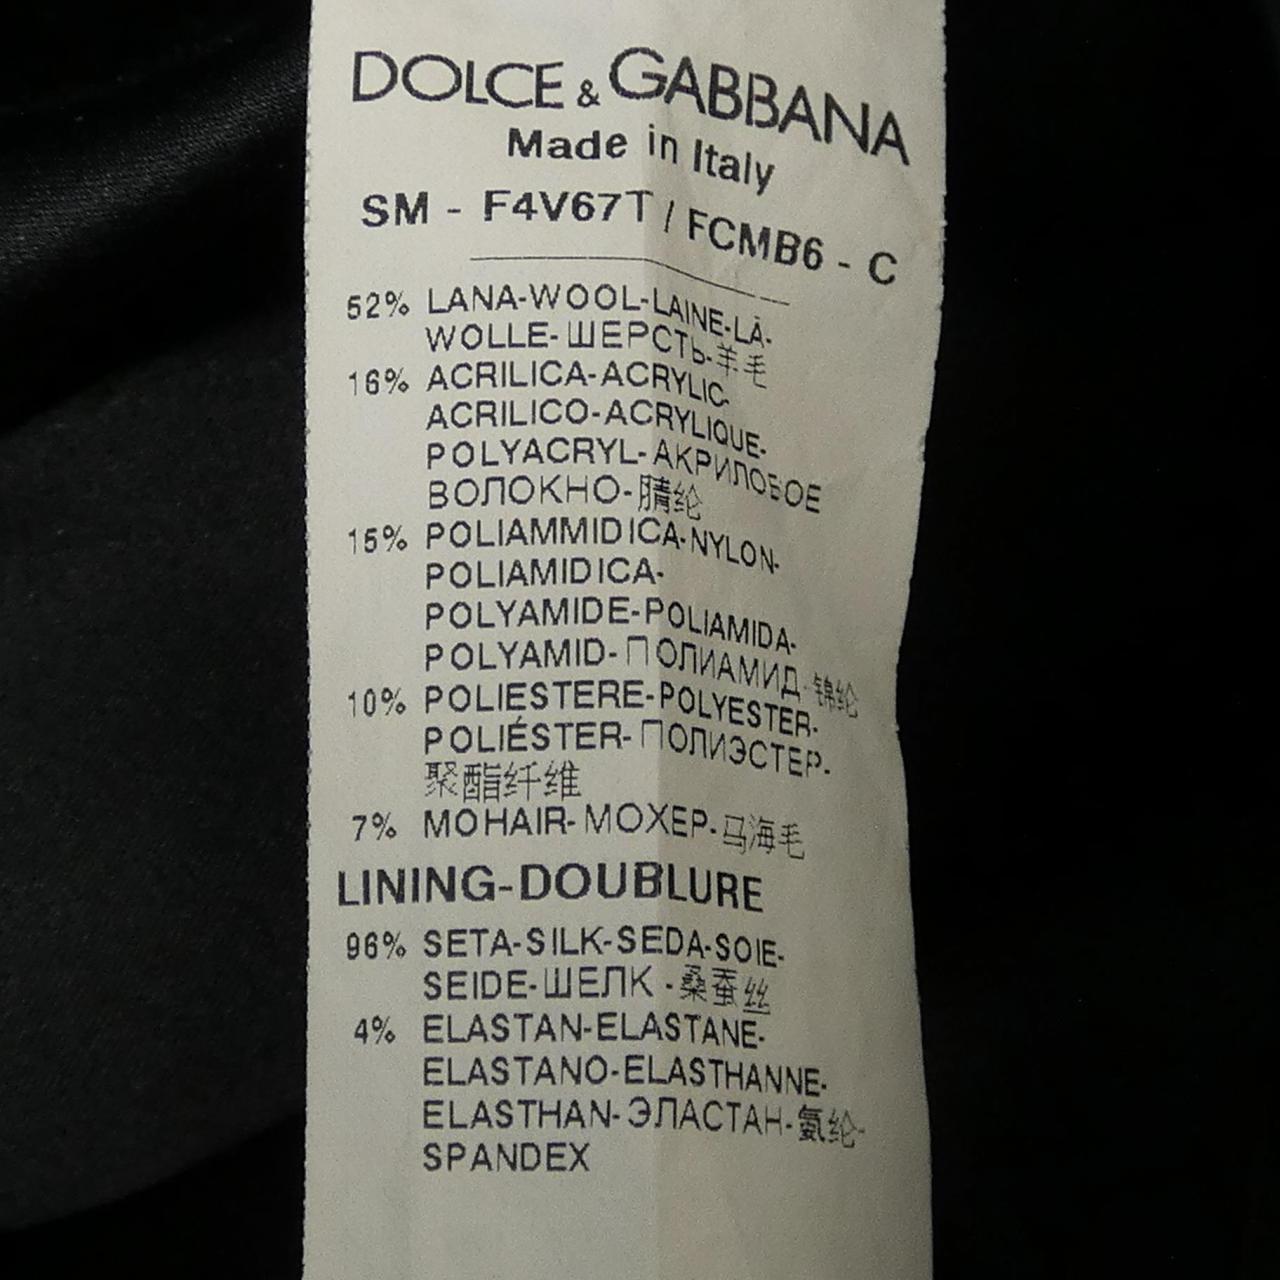 DOLCE & GABBANA
Made in Italy
SM - F4V67T / FCMB6 - C
52% LANA-WOOL-LAINE-LÀ-
WOLLE-ШЕРСТЬ-羊毛
16% ACRILICA-ACRYLIC-
ACRILICO-ACRYLIQUE-
POLYACRYL-АКРИЛОВОЕ
ВОЛОКНО-腈纶
15% POLIAMMIDICA-NYLON-
POLIAMIDICA-
POLYAMIDE-POLIAMIDA-
POLYAMID-ПОЛИАМИД-锦纶
10% POLIESTERE-POLYESTER-
POLIÉSTER-ПОЛИЭСТЕР-
聚酯纤维
7% MOHAIR-МОХЕР-马海毛
LINING-DOUBLURE
96% SETA-SILK-SEDA-SOIE-
SEIDE-ШЕЛК-桑蚕丝
4% ELASTAN-ELASTANE-
ELASTANO-ELASTHANNE-
ELASTHAN-ЭЛАСТАН-氨纶-
SPANDEX